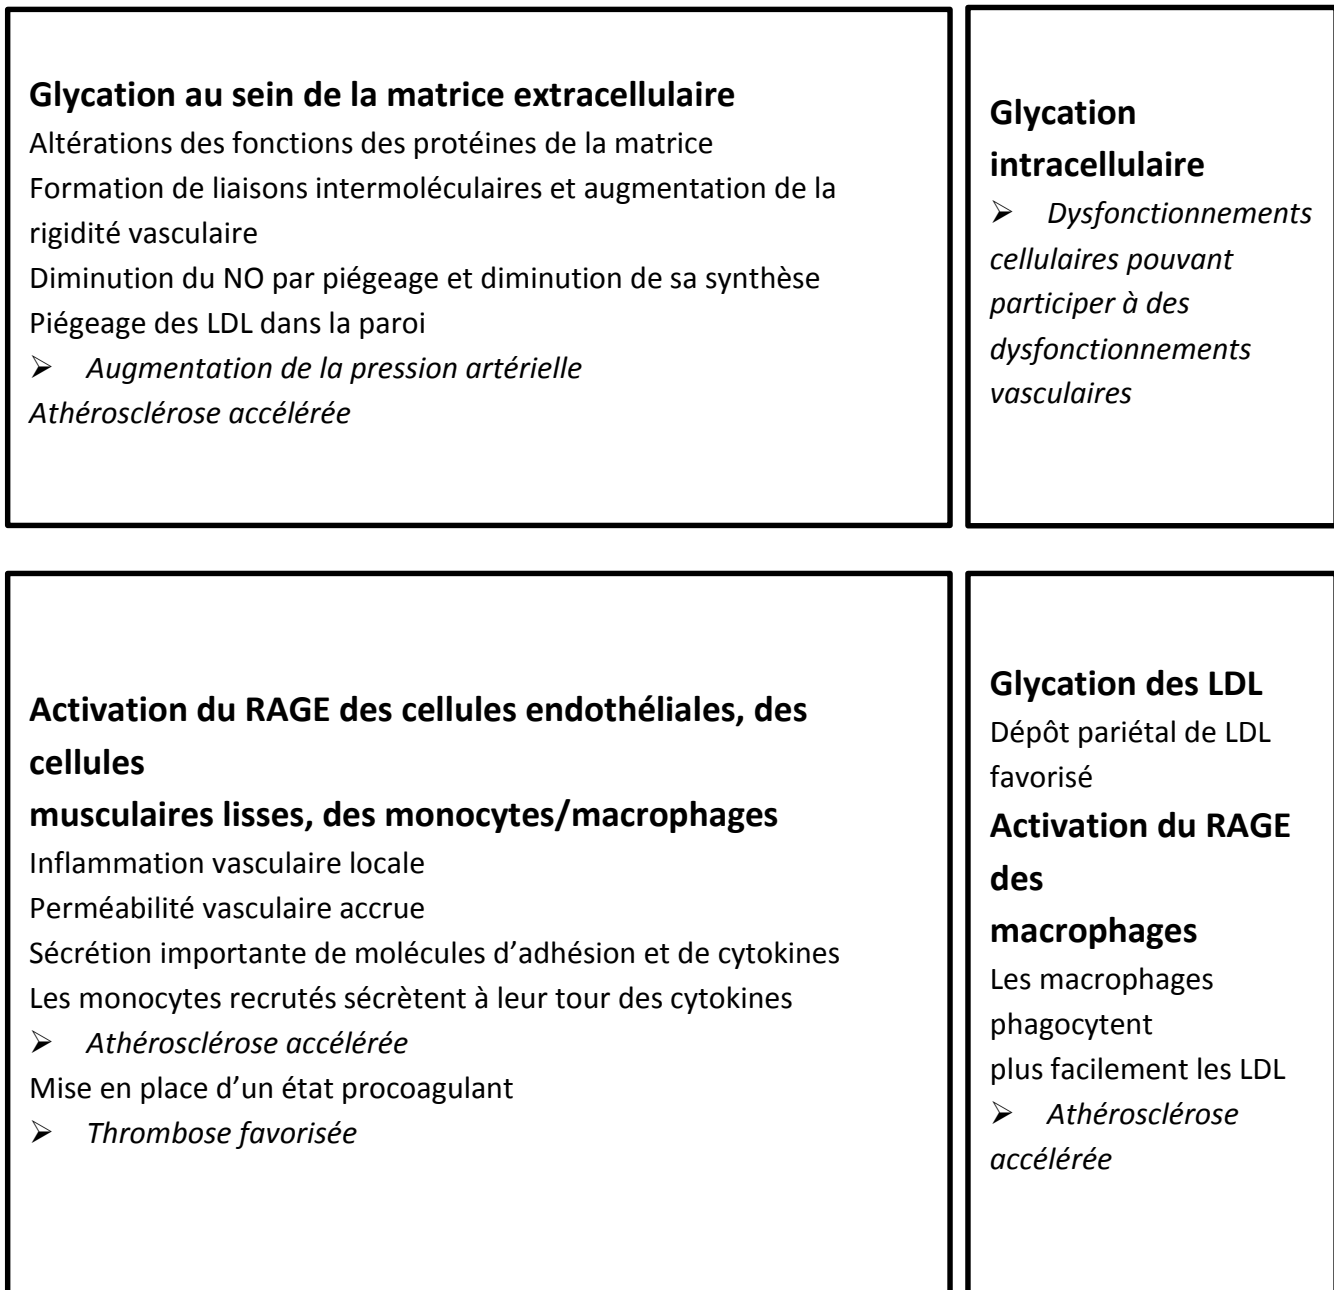 Glycation au sein de la matrice extracellulaire
Altérations des fonctions des protéines de la matrice
Formation de liaisons intermoléculaires et augmentation de la
rigidité vasculaire
Diminution du NO par piégeage et diminution de sa synthèse
Piégeage des LDL dans la paroi
➢ Augmentation de la pression artérielle
Athérosclérose accélérée
Glycation
intracellulaire
➢ Dysfonctionnements
cellulaires pouvant
participer à des
dysfonctionnements
vasculaires
Activation du RAGE des cellules endothéliales, des
cellules
musculaires lisses, des monocytes/macrophages
Inflammation vasculaire locale
Perméabilité vasculaire accrue
Sécrétion importante de molécules d’adhésion et de cytokines
Les monocytes recrutés sécrètent à leur tour des cytokines
➢ Athérosclérose accélérée
Mise en place d’un état procoagulant
➢ Thrombose favorisée
Glycation des LDL
Dépôt pariétal de LDL
favorisé
Activation du RAGE
des
macrophages
Les macrophages
phagocytent
plus facilement les LDL
➢ Athérosclérose
accélérée